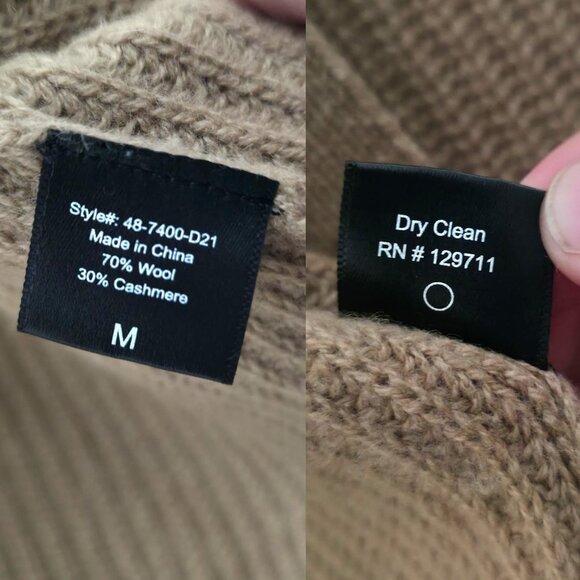 Style#: 48-7400-D21
Made in China
70% Wool
30% Cashmere
M
Dry Clean
RN # 129711